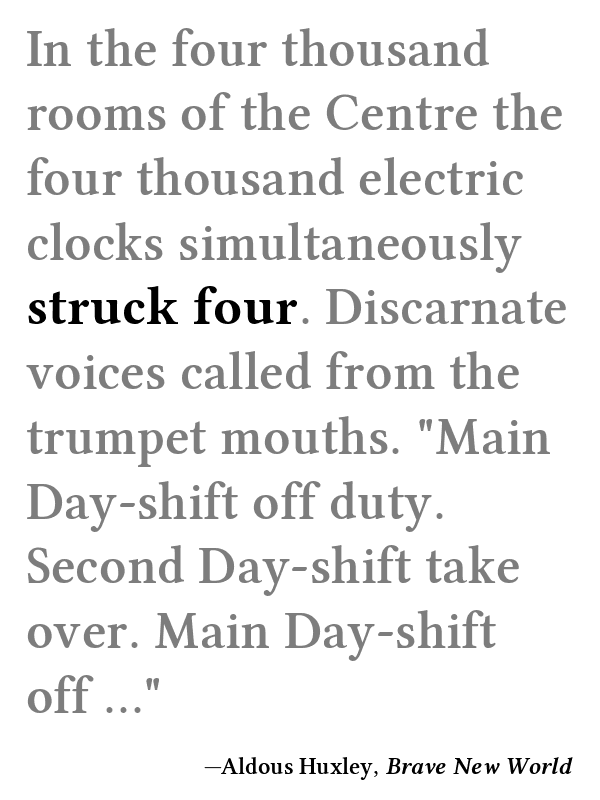 In the four thousand
rooms of the Centre the
four thousand electric
clocks simultaneously
struck four. Discarnate
voices called from the
trumpet mouths. "Main
Day-shift off duty.
Second Day-shift take
over. Main Day-shift
off ..."
—Aldous Huxley, Brave New World